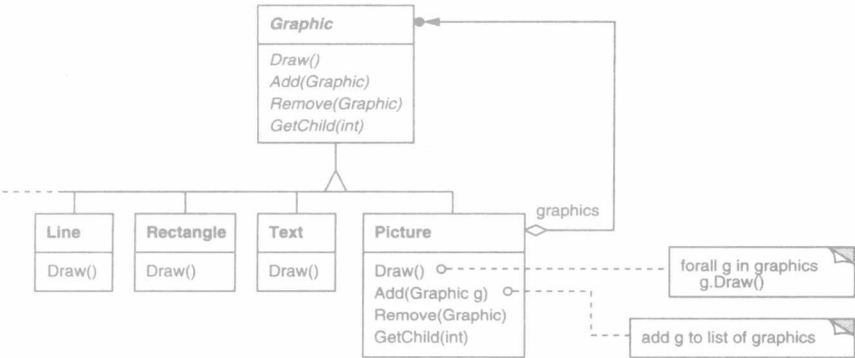 Graphic
Draw()
Add(Graphic)
Remove(Graphic)
GetChild(int)
graphics
Line
Draw()
Rectangle
Draw()
Text
Draw()
Picture
Draw()
Add(Graphic g)
Remove(Graphic)
GetChild(int)
forall g in graphics
g.Draw()
add g to list of graphics